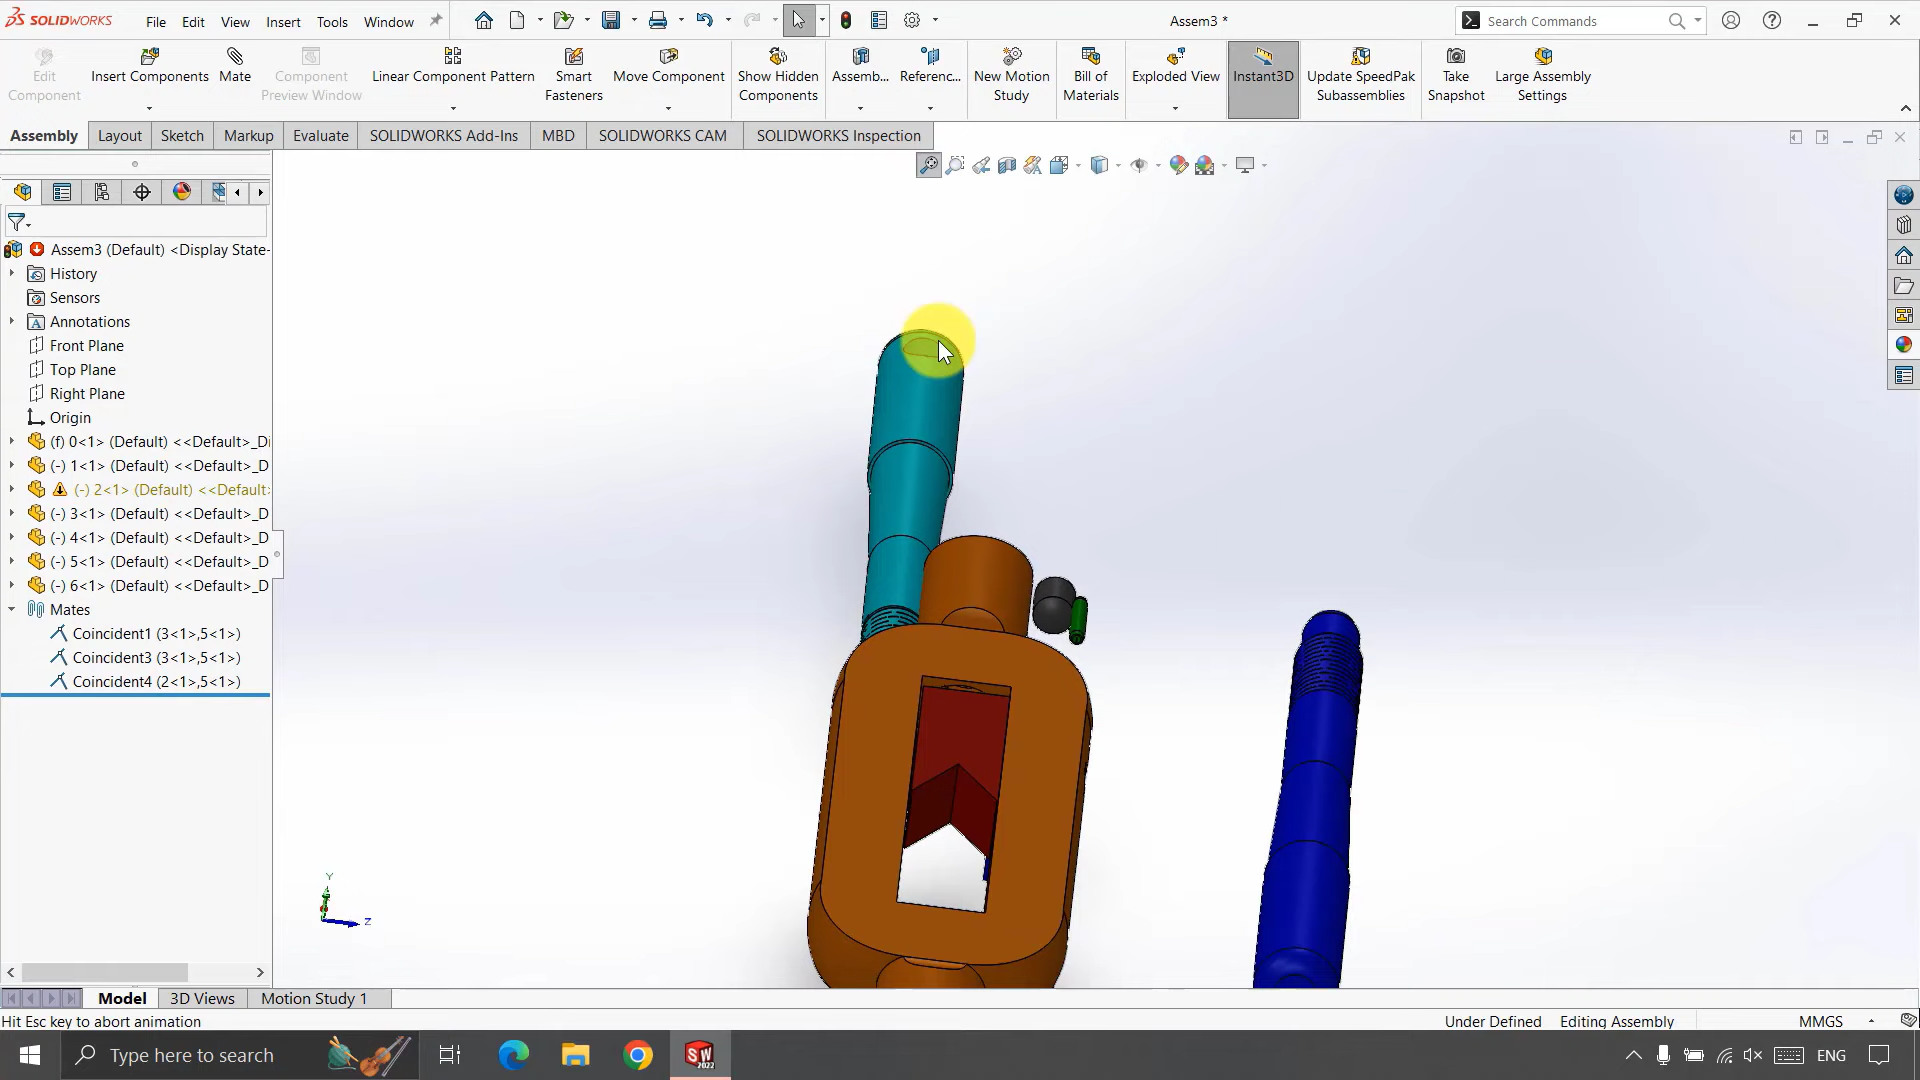 SOLIDWORKS
File Edit View Insert Tools Window
Assem3 *
Search Commands
Edit Component
Insert Components
Mate
Component Preview Window
Linear Component Pattern
Smart Fasteners
Move Component
Show Hidden Components
Assemb...
Referenc...
New Motion Study
Bill of Materials
Exploded View
Instant3D
Update SpeedPak Subassemblies
Take Snapshot
Large Assembly Settings
Assembly Layout Sketch Markup Evaluate SOLIDWORKS Add-Ins MBD SOLIDWORKS CAM SOLIDWORKS Inspection
Assem3 (Default) <Display State-
History
Sensors
Annotations
Front Plane
Top Plane
Right Plane
Origin
(f) 0<1> (Default) <<Default>_Di
(-) 1<1> (Default) <<Default>_D
(-) 2<1> (Default) <<Default>
(-) 3<1> (Default) <<Default>_D
(-) 4<1> (Default) <<Default>_D
(-) 5<1> (Default) <<Default>_D
(-) 6<1> (Default) <<Default>_D
Mates
Coincident1 (3<1>,5<1>)
Coincident3 (3<1>,5<1>)
Coincident4 (2<1>,5<1>)
Y
Z
Model 3D Views Motion Study 1
Hit Esc key to abort animation
Under Defined Editing Assembly MMGS
Type here to search
SW 2022
ENG